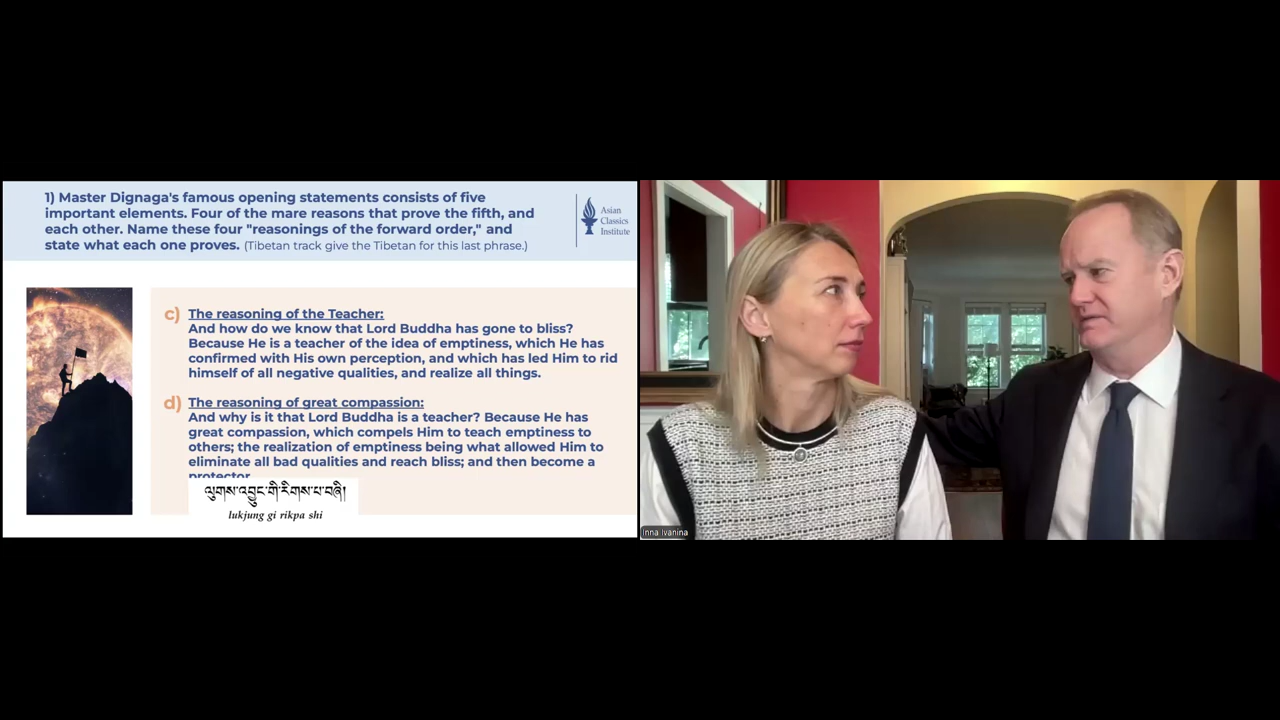 1) Master Dignaga's famous opening statements consists of five
important elements. Four of the mare reasons that prove the fifth, and
each other. Name these four "reasonings of the forward order," and
state what each one proves. (Tibetan track give the Tibetan for this last phrase.)
Asian
Classics
Institute
c) The reasoning of the Teacher:
And how do we know that Lord Buddha has gone to bliss?
Because He is a teacher of the idea of emptiness, which He has
confirmed with His own perception, and which has led Him to rid
himself of all negative qualities, and realize all things.
d) The reasoning of great compassion:
And why is it that Lord Buddha is a teacher? Because He has
great compassion, which compels Him to teach emptiness to
others; the realization of emptiness being what allowed Him to
eliminate all bad qualities and reach bliss; and then become a
protector
ལུགས་འབྱུང་གི་རིགས་པ་བཞི།
lukjung gi rikpa shi
Inna Ivanina